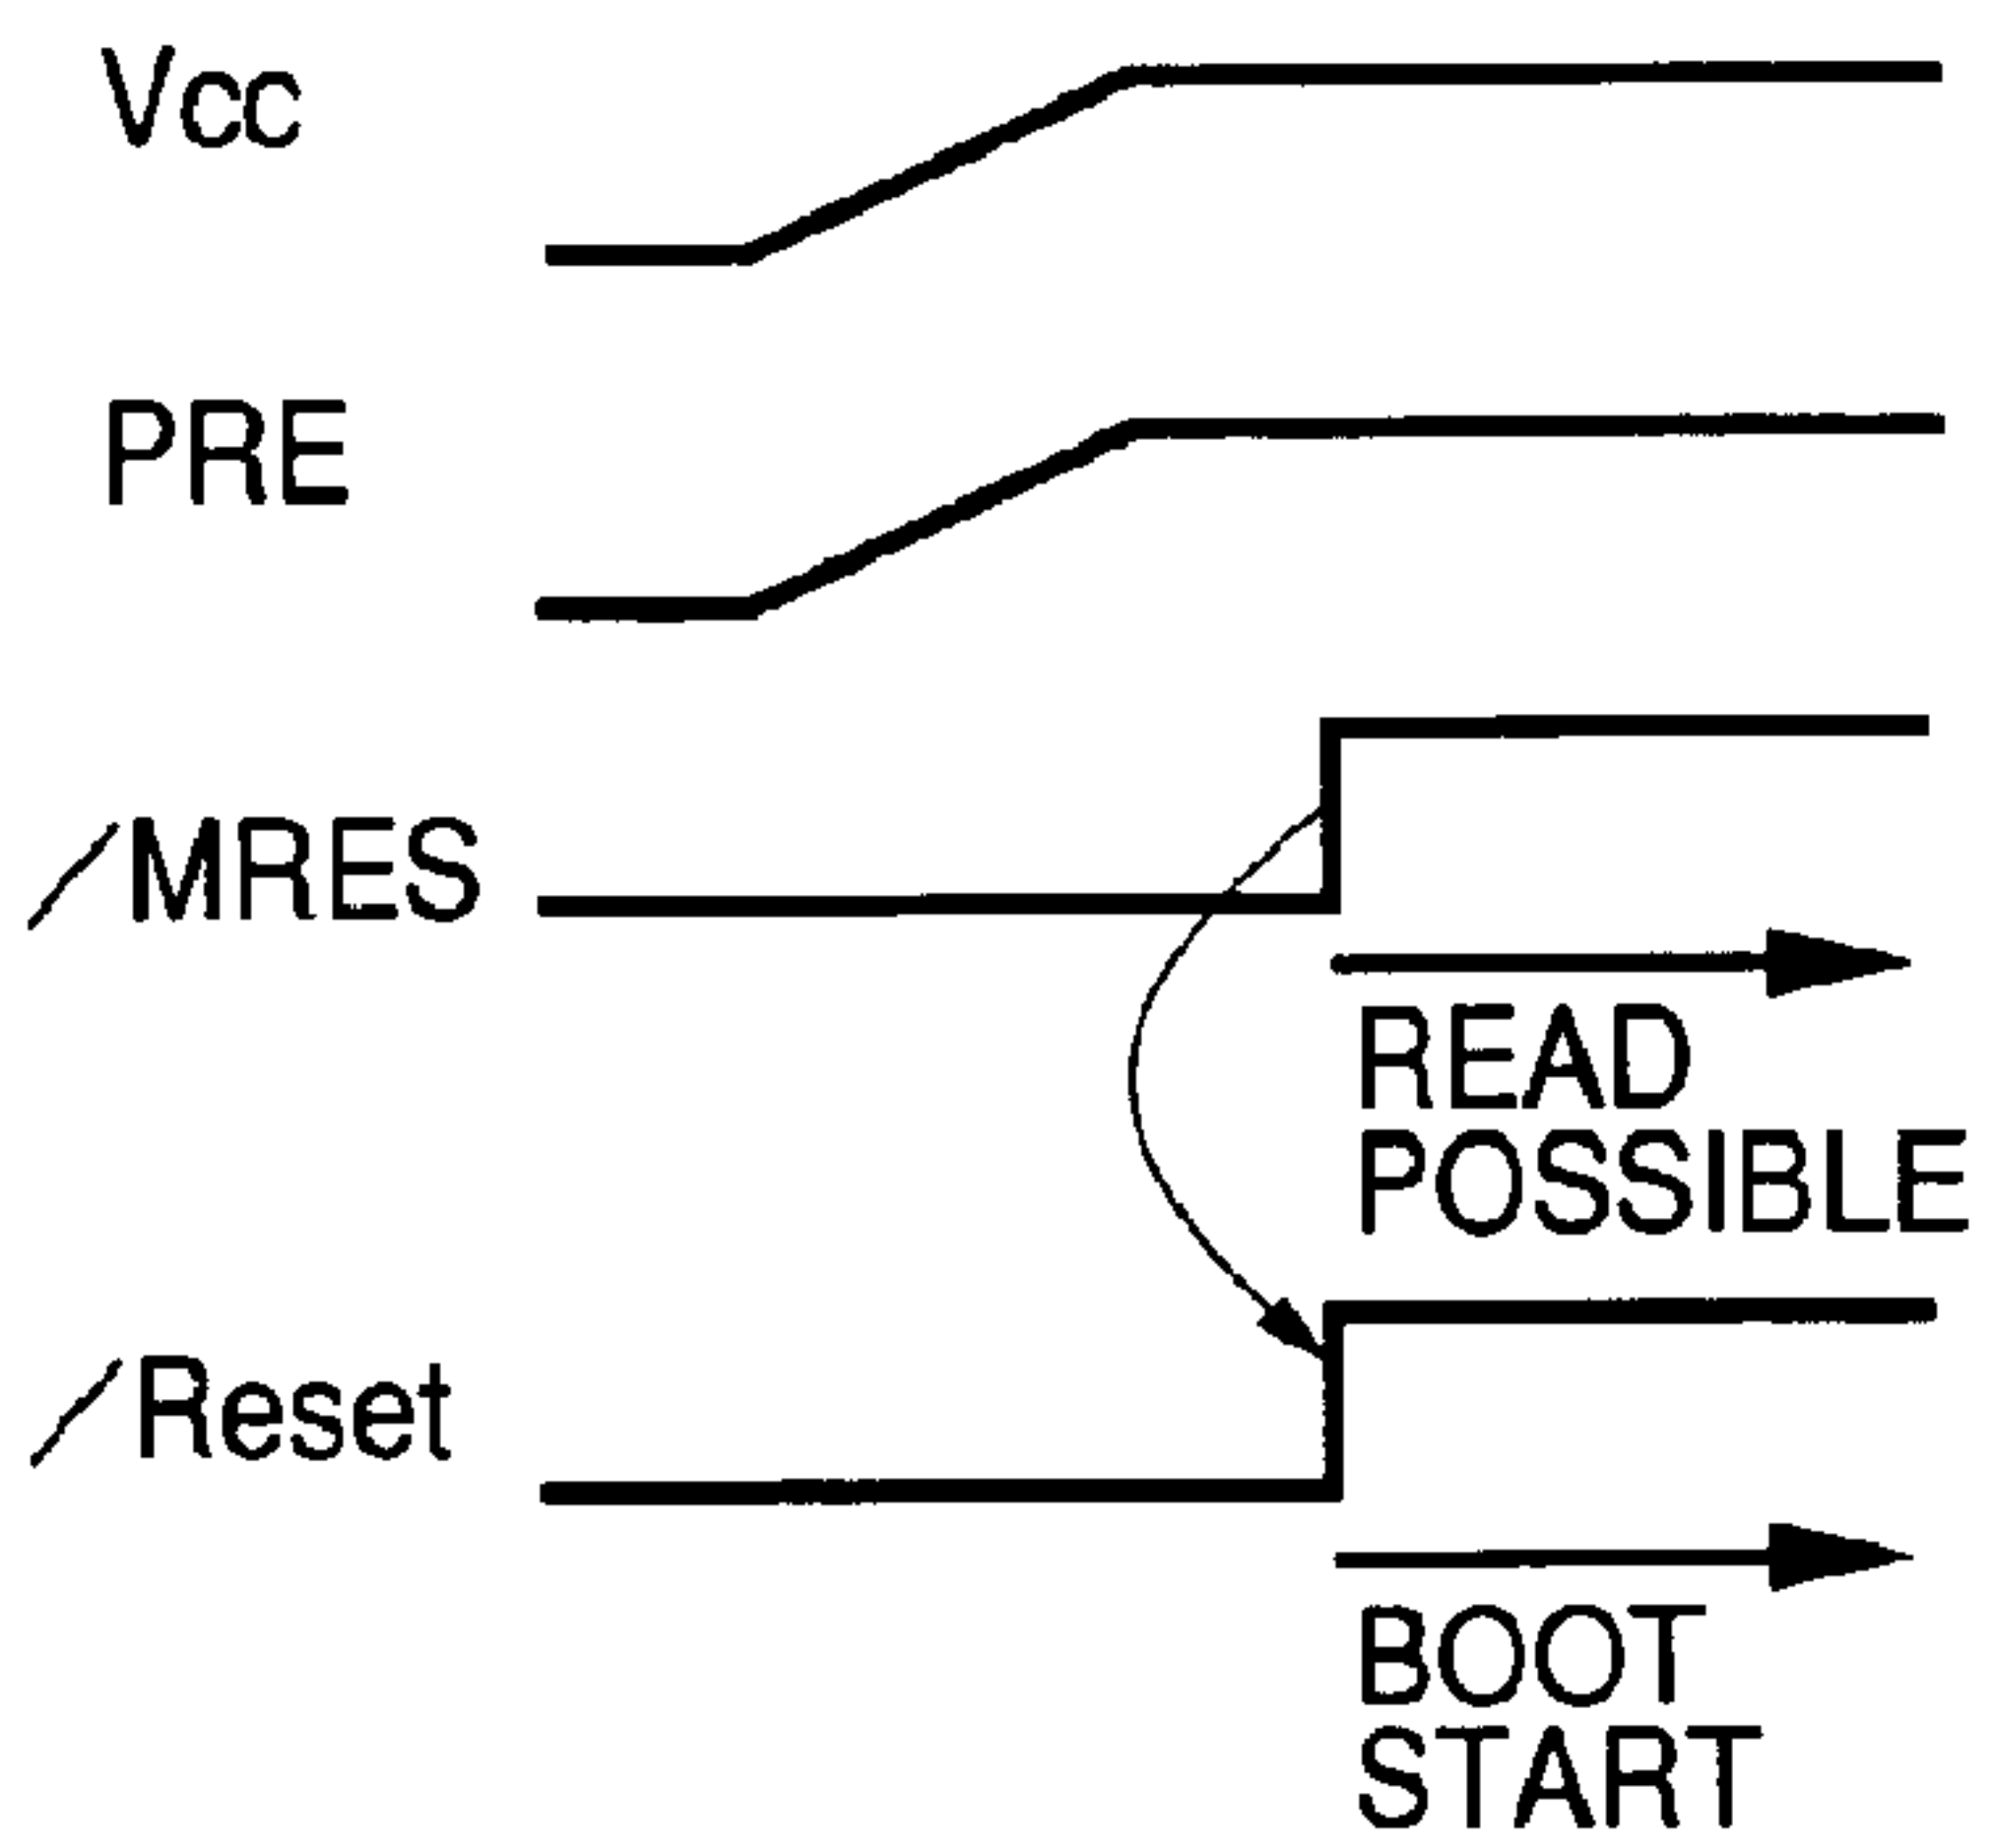 Vcc
PRE
/MRES
READ
POSSIBLE
/Reset
BOOT
START